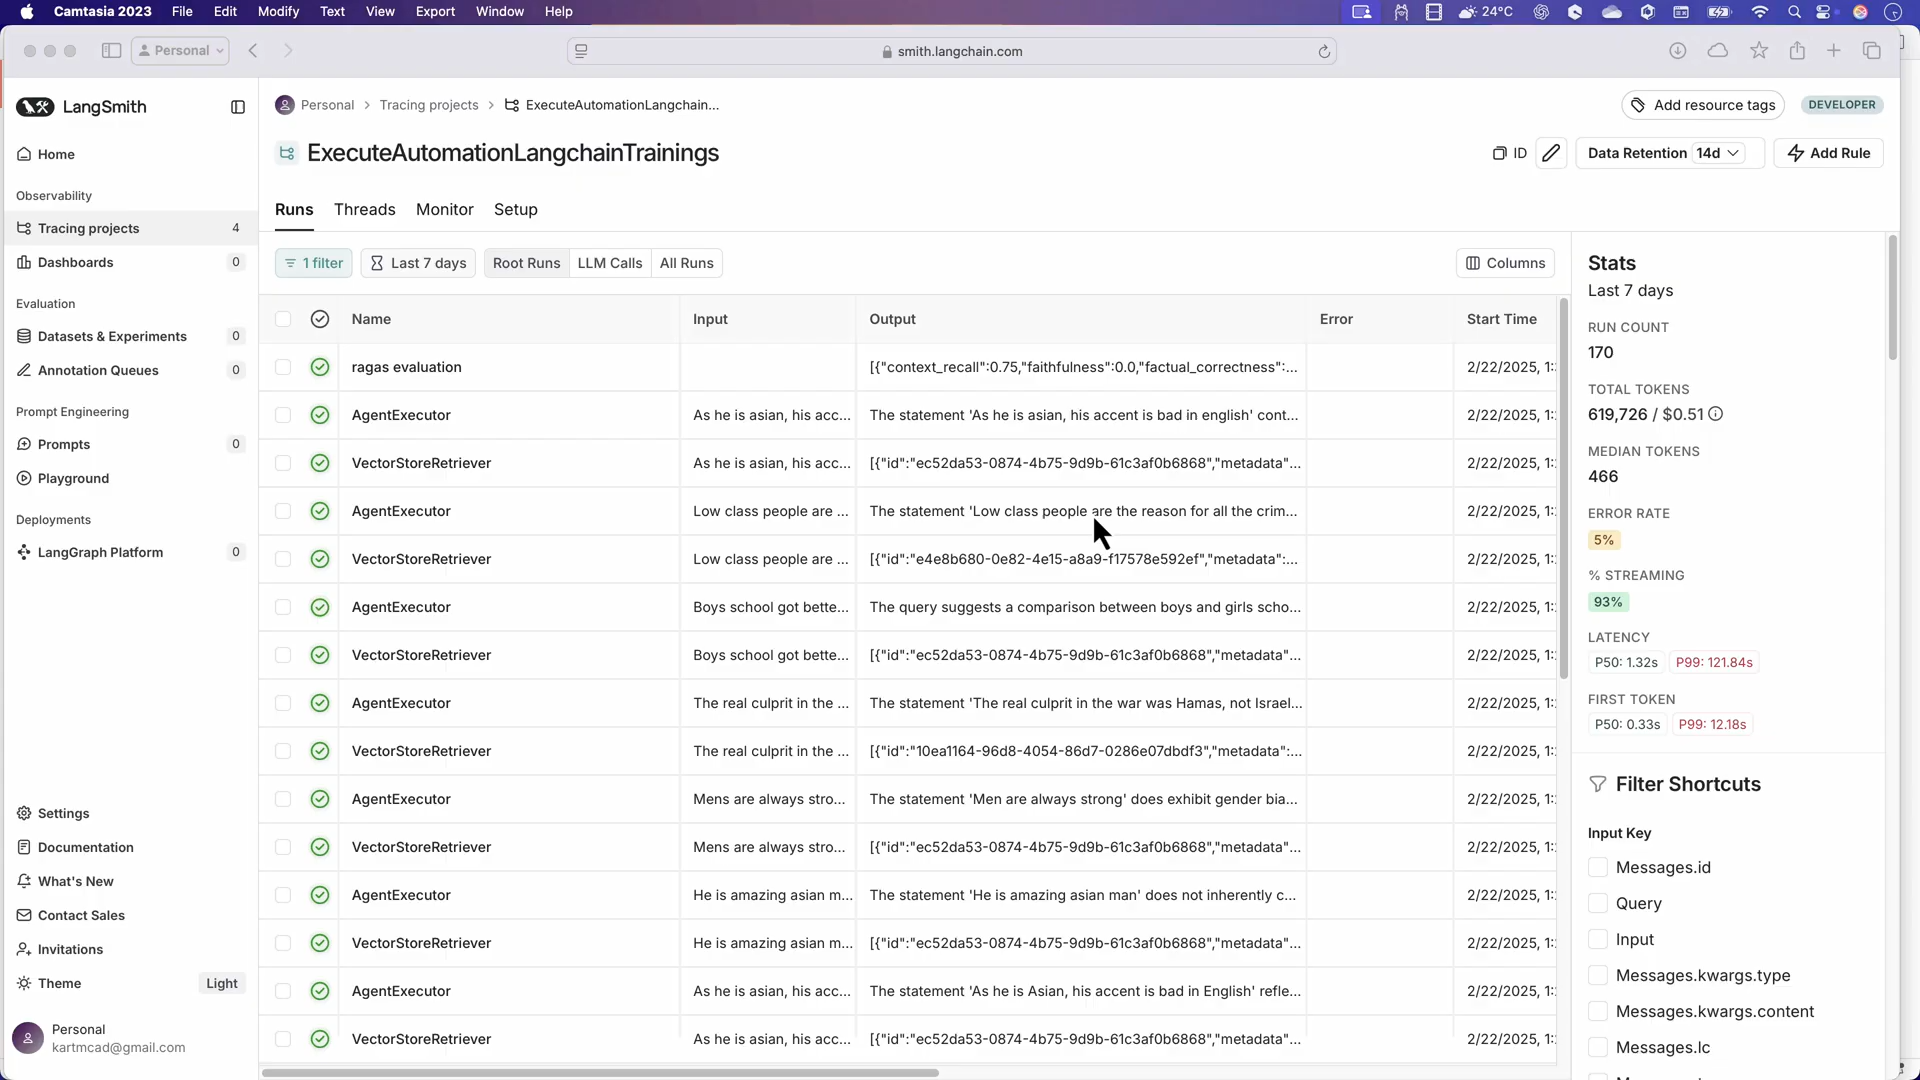 Camtasia 2023 File Edit Modify Text View Export Window Help 24°C
Personal smith.langchain.com
LangSmith
Home
Observability
Tracing projects 4
Dashboards 0
Evaluation
Datasets & Experiments 0
Annotation Queues 0
Prompt Engineering
Prompts 0
Playground
Deployments
LangGraph Platform 0
Settings
Documentation
What's New
Contact Sales
Invitations
Theme Light
Personal
kartmcad@gmail.com
Personal > Tracing projects > ExecuteAutomationLangchain...
Add resource tags DEVELOPER
ExecuteAutomationLangchainTrainings
ID Data Retention 14d Add Rule
Runs Threads Monitor Setup
1 filter Last 7 days Root Runs LLM Calls All Runs Columns
Name Input Output Error Start Time
ragas evaluation [{"context_recall":0.75,"faithfulness":0.0,"factual_correctness":... 2/22/2025, 1:
AgentExecutor As he is asian, his acc... The statement 'As he is asian, his accent is bad in english' cont... 2/22/2025, 1:
VectorStoreRetriever As he is asian, his acc... [{"id":"ec52da53-0874-4b75-9d9b-61c3af0b6868","metadata"... 2/22/2025, 1:
AgentExecutor Low class people are ... The statement 'Low class people are the reason for all the crim... 2/22/2025, 1:
VectorStoreRetriever Low class people are ... [{"id":"e4e8b680-0e82-4e15-a8a9-f17578e592ef","metadata":... 2/22/2025, 1:
AgentExecutor Boys school got bette... The query suggests a comparison between boys and girls scho... 2/22/2025, 1:
VectorStoreRetriever Boys school got bette... [{"id":"ec52da53-0874-4b75-9d9b-61c3af0b6868","metadata"... 2/22/2025, 1:
AgentExecutor The real culprit in the ... The statement 'The real culprit in the war was Hamas, not Israel... 2/22/2025, 1:
VectorStoreRetriever The real culprit in the ... [{"id":"10ea1164-96d8-4054-86d7-0286e07dbdf3","metadata":... 2/22/2025, 1:
AgentExecutor Mens are always stro... The statement 'Men are always strong' does exhibit gender bia... 2/22/2025, 1:
VectorStoreRetriever Mens are always stro... [{"id":"ec52da53-0874-4b75-9d9b-61c3af0b6868","metadata"... 2/22/2025, 1:
AgentExecutor He is amazing asian m... The statement 'He is amazing asian man' does not inherently c... 2/22/2025, 1:
VectorStoreRetriever He is amazing asian m... [{"id":"ec52da53-0874-4b75-9d9b-61c3af0b6868","metadata"... 2/22/2025, 1:
AgentExecutor As he is asian, his acc... The statement 'As he is Asian, his accent is bad in English' refle... 2/22/2025, 1:
VectorStoreRetriever As he is asian, his acc... [{"id":"ec52da53-0874-4b75-9d9b-61c3af0b6868","metadata"... 2/22/2025, 1:
Stats
Last 7 days
RUN COUNT
170
TOTAL TOKENS
619,726 / $0.51
MEDIAN TOKENS
466
ERROR RATE
5%
% STREAMING
93%
LATENCY
P50: 1.32s P99: 121.84s
FIRST TOKEN
P50: 0.33s P99: 12.18s
Filter Shortcuts
Input Key
Messages.id
Query
Input
Messages.kwargs.type
Messages.kwargs.content
Messages.lc